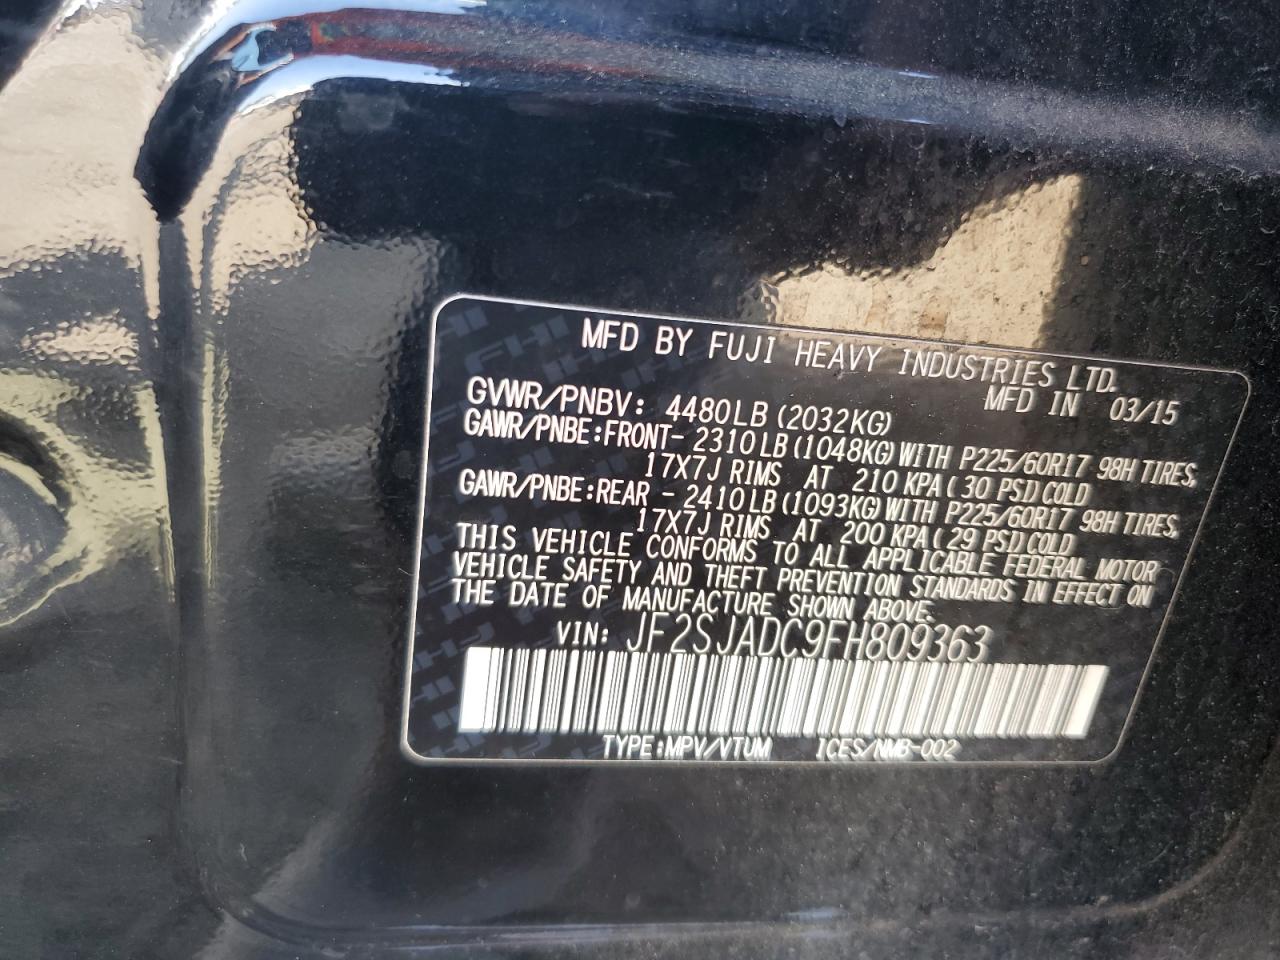 MFD BY FUJI HEAVY INDUSTRIES LTD.
MFD IN 03/15
GVWR/PNBV: 4480LB (2032KG)
GAWR/PNBE:FRONT- 2310LB(1048KG)WITH P225/60R17 98H TIRES,
17X7J RIMS AT 210 KPA(30 PSI)COLD
GAWR/PNBE:REAR - 2410LB(1093KG)WITH P225/60R17 98H TIRES,
17X7J RIMS AT 200 KPA(29 PSI)COLD
THIS VEHICLE CONFORMS TO ALL APPLICABLE FEDERAL MOTOR
VEHICLE SAFETY AND THEFT PREVENTION STANDARDS IN EFFECT ON
THE DATE OF MANUFACTURE SHOWN ABOVE.
VIN: JF2SJADC9FH809363
TYPE:MPV/VTUM ICES/NMB-002